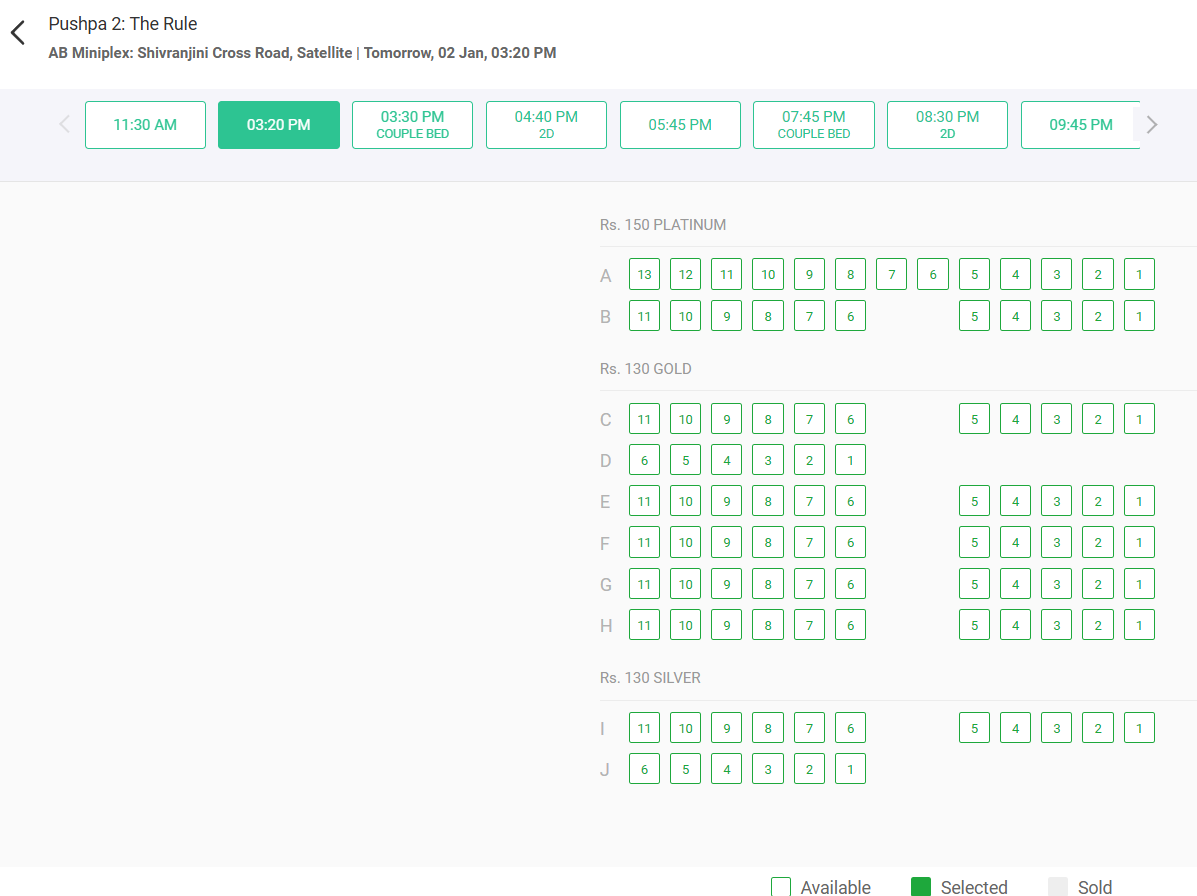 Pushpa 2: The Rule
AB Miniplex: Shivranjini Cross Road, Satellite | Tomorrow, 02 Jan, 03:20 PM
11:30 AM 03:20 PM 03:30 PM 04:40 PM 05:45 PM 07:45 PM 08:30 PM 09:45 PM
COUPLE BED 2D COUPLE BED 2D
Rs. 150 PLATINUM
A 13 12 11 10 9 8 7 6 5 4 3 2 1
B 11 10 9 8 7 6 5 4 3 2 1
Rs. 130 GOLD
C 11 10 9 8 7 6 5 4 3 2 1
D 6 5 4 3 2 1
E 11 10 9 8 7 6 5 4 3 2 1
F 11 10 9 8 7 6 5 4 3 2 1
G 11 10 9 8 7 6 5 4 3 2 1
H 11 10 9 8 7 6 5 4 3 2 1
Rs. 130 SILVER
I 11 10 9 8 7 6 5 4 3 2 1
J 6 5 4 3 2 1
Available Selected Sold